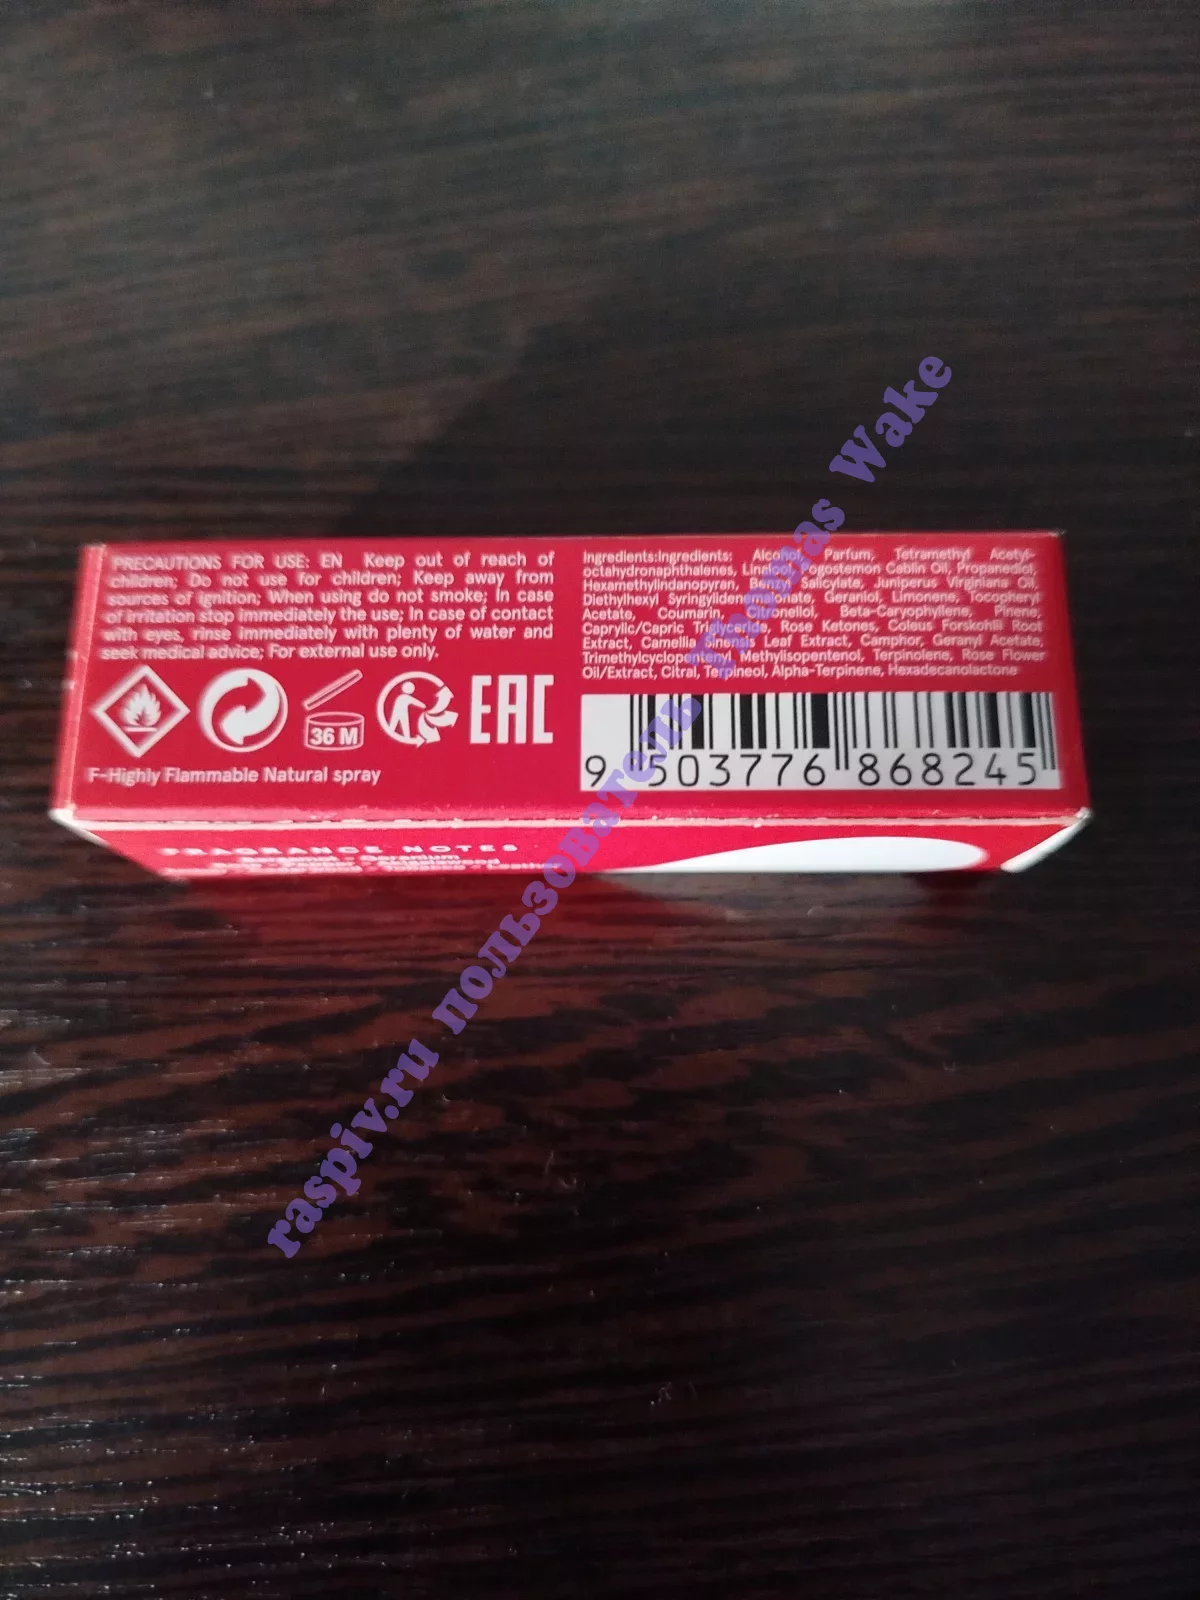 PRECAUTIONS FOR USE: EN Keep out of reach of
children; Do not use for children; Keep away from
sources of ignition; When using do not smoke; In case
of irritation stop immediately the use; In case of contact
with eyes, rinse immediately with plenty of water and
seek medical advice; For external use only.
36 M
EAC
F-Highly Flammable Natural spray
Ingredients:Ingredients: Alcohol, Parfum, Tetramethyl Acetyl-
octahydronaphthalenes, Linalool, Pogostemon Cablin Oil, Propanediol,
Hexamethylindanopyran, Benzyl Salicylate, Juniperus Virginiana Oil,
Diethylhexyl Syringylidenemalonate, Geraniol, Limonene, Tocopheryl
Acetate, Coumarin, Citronellol, Beta-Caryophyllene, Pinene,
Caprylic/Capric Triglyceride, Rose Ketones, Coleus Forskohlii Root
Extract, Camellia Sinensis Leaf Extract, Camphor, Geranyl Acetate,
Trimethylcyclopentenyl Methylisopentenol, Terpinolene, Rose Flower
Oil/Extract, Citral, Terpineol, Alpha-Terpinene, Hexadecanolactone
9 503776 868245
FRAGRANCE NOTES
Bergamot - Geranium
Pepper
Tobacco - Leather
raspiv.ru пользователь Thomas Wake